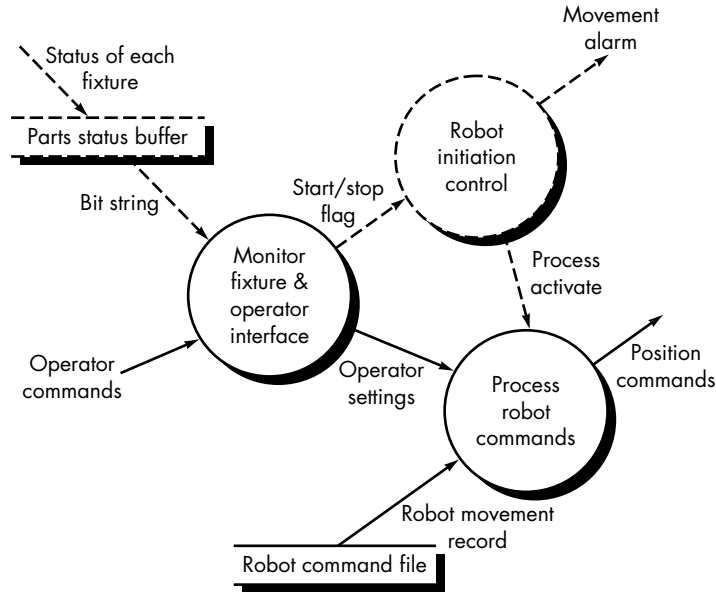 Movement
alarm
Status of each
fixture
Parts status buffer
Robot
initiation
control
Start/stop
flag
Bit string
Monitor
fixture &
operator
interface
Process
activate
Operator
commands
Operator
settings
Position
commands
Process
robot
commands
Robot movement
record
Robot command file